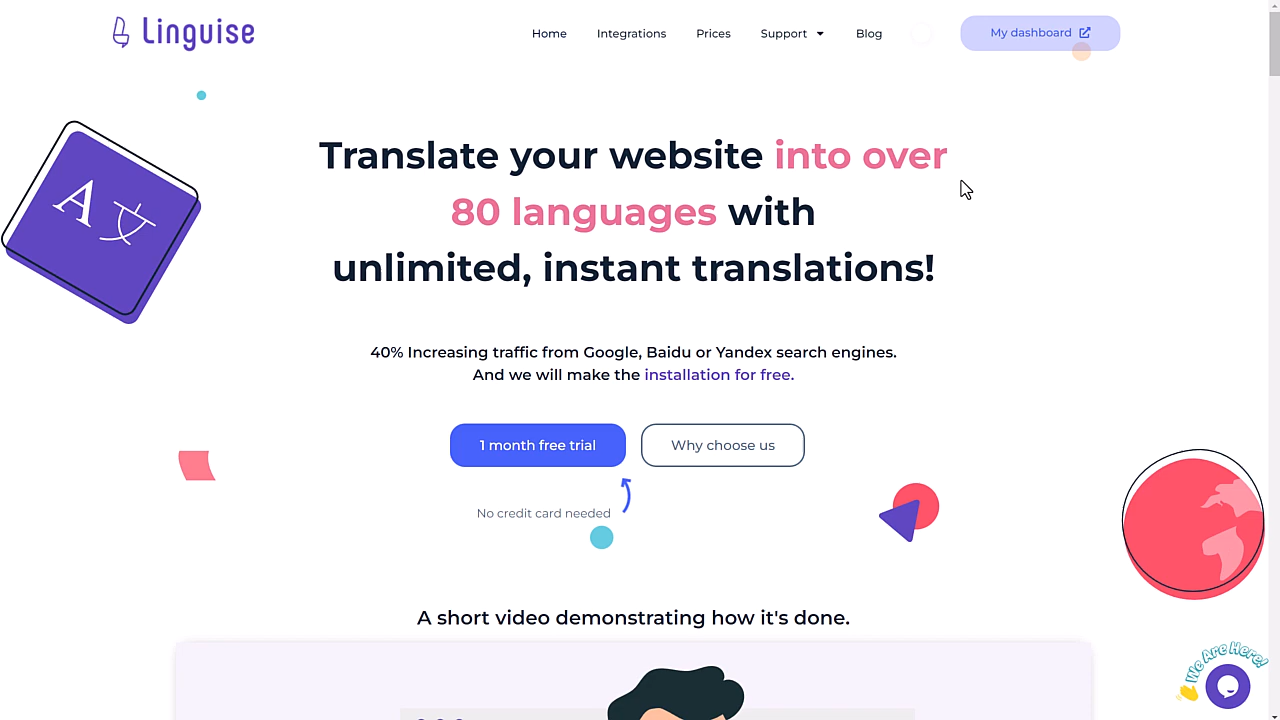 Linguise
Home
Integrations
Prices
Support
Blog
My dashboard
A 文
Translate your website into over
80 languages with
unlimited, instant translations!
40% Increasing traffic from Google, Baidu or Yandex search engines.
And we will make the installation for free.
1 month free trial
Why choose us
No credit card needed
A short video demonstrating how it's done.
We Are Here!